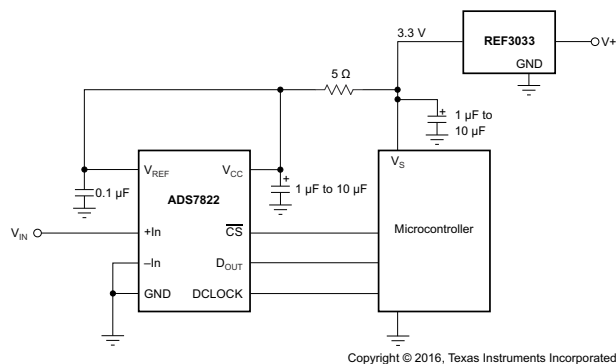 3.3 V
REF3033
V+
GND
5 Ω
1 μF to
10 μF
VREF
VCC
VS
0.1 μF
ADS7822
1 μF to 10 μF
VIN
+In
CS
Microcontroller
–In
DOUT
GND
DCLOCK
Copyright © 2016, Texas Instruments Incorporated